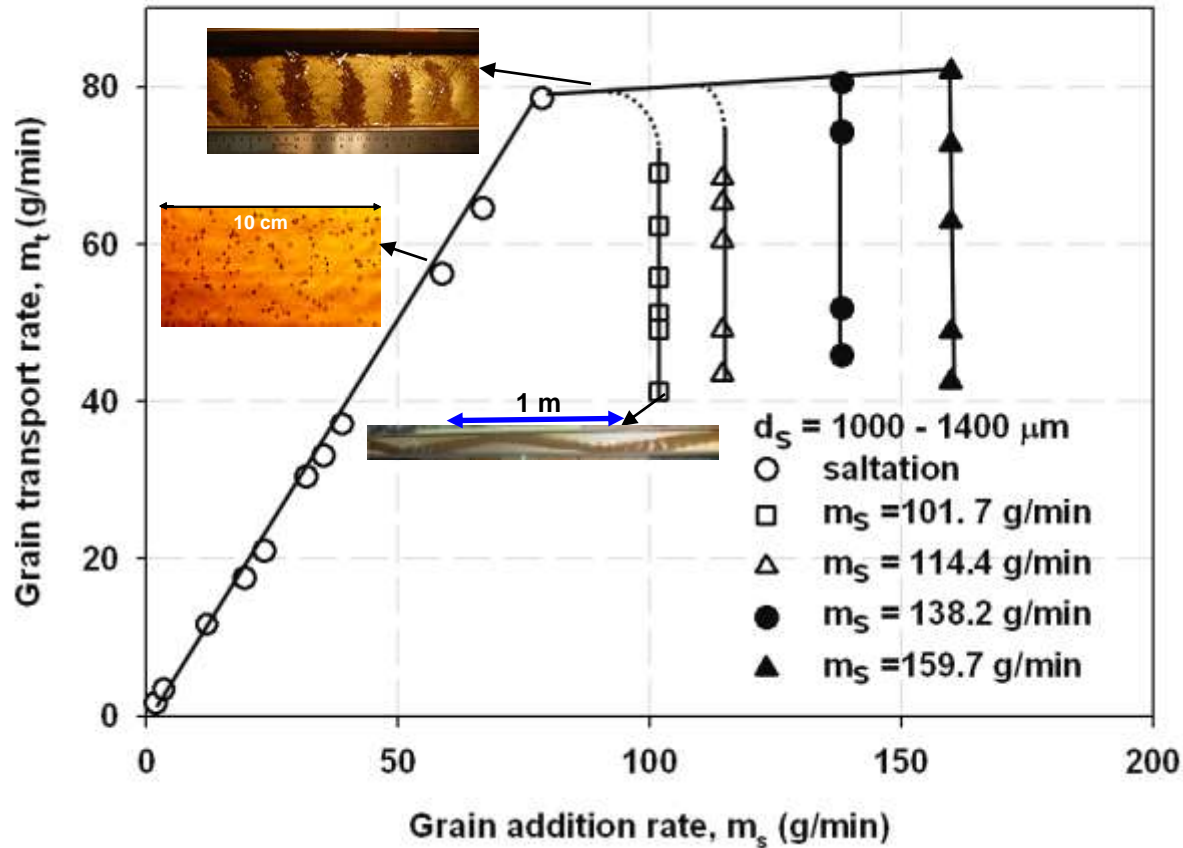 Grain transport rate, mt (g/min)
80
60
40
20
0
10 cm
1 m
dS = 1000 - 1400 μm
saltation
mS =101. 7 g/min
mS = 114.4 g/min
mS = 138.2 g/min
mS =159.7 g/min
0
50
100
150
200
Grain addition rate, ms (g/min)